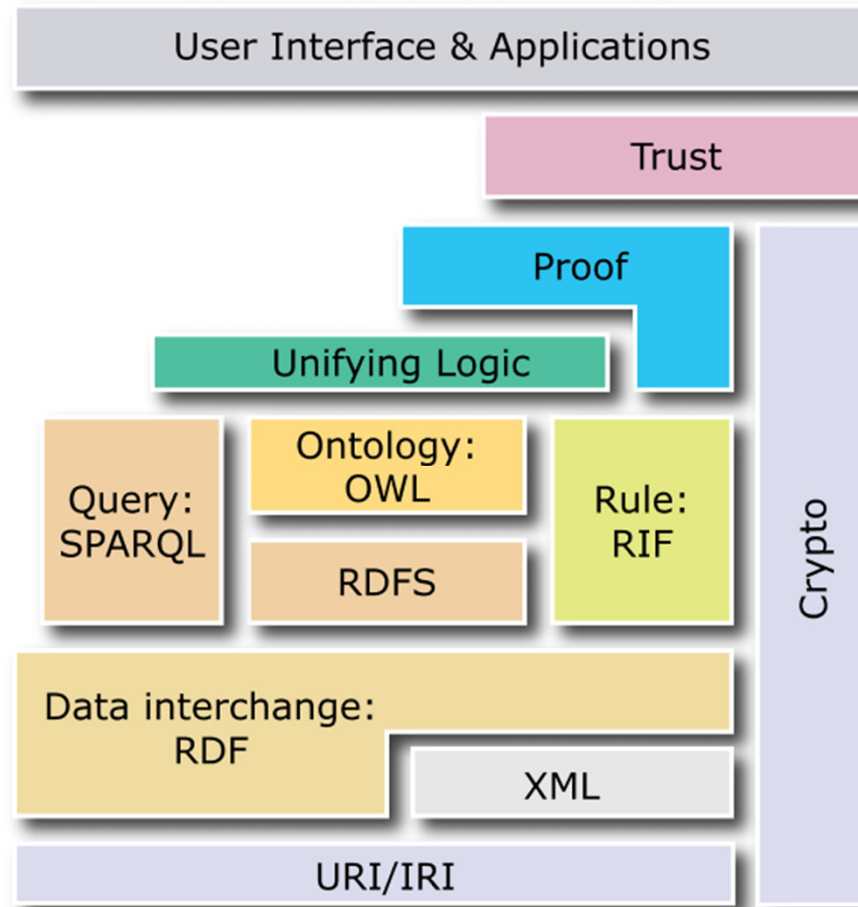 User Interface & Applications
Trust
Proof
Unifying Logic
Query:
SPARQL
Ontology:
OWL
RDFS
Rule:
RIF
Crypto
Data interchange:
RDF
XML
URI/IRI